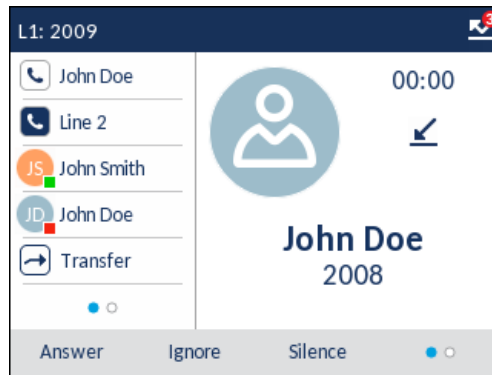 L1: 2009
3
John Doe
Line 2
JS John Smith
JD John Doe
Transfer
00:00
John Doe
2008
Answer Ignore Silence